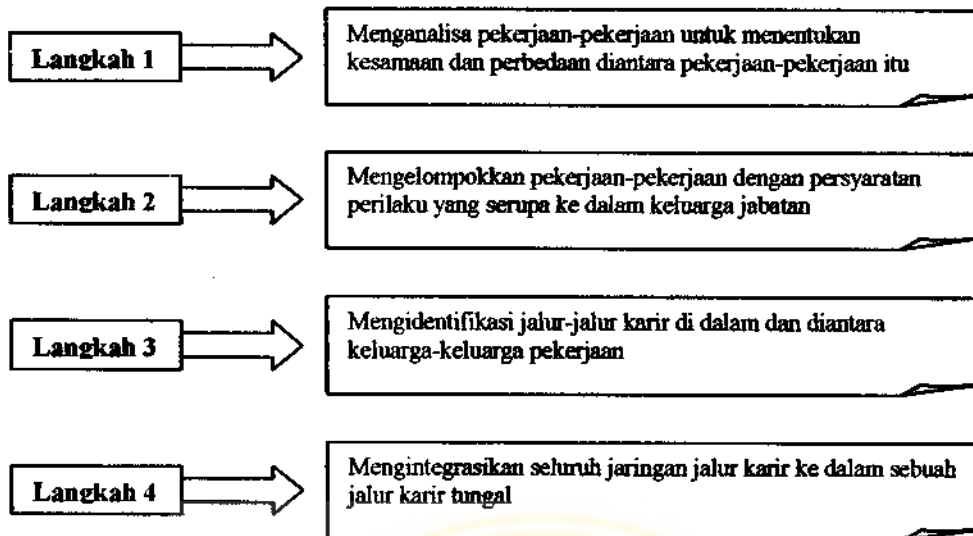 Langkah 1
Menganalisa pekerjaan-pekerjaan untuk menentukan
kesamaan dan perbedaan diantara pekerjaan-pekerjaan itu
Langkah 2
Mengelompokkan pekerjaan-pekerjaan dengan persyaratan
perilaku yang serupa ke dalam keluarga jabatan
Langkah 3
Mengidentifikasi jalur-jalur karir di dalam dan diantara
keluarga-keluarga pekerjaan
Langkah 4
Mengintegrasikan seluruh jaringan jalur karir ke dalam sebuah
jalur karir tungal